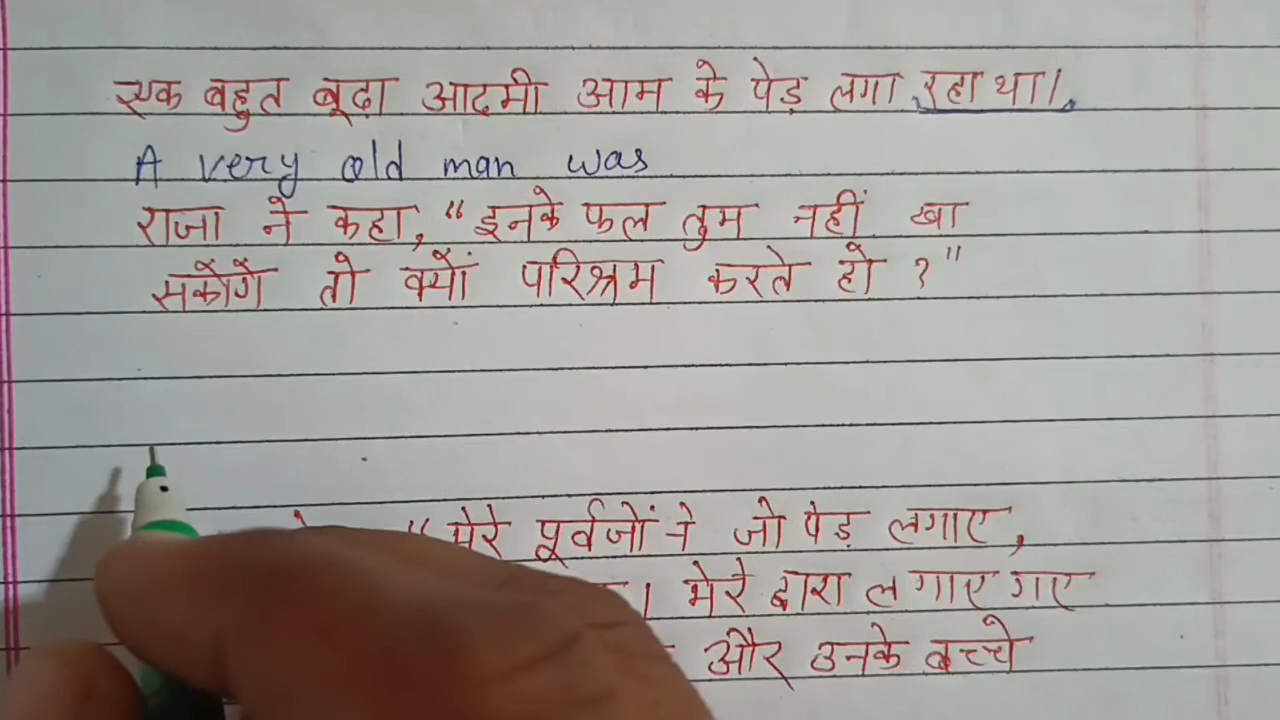 एक बहुत बूढ़ा आदमी आम के पेड़ लगा रहा था।
A very old man was
राजा ने कहा, “इनके फल तुम नहीं खा
सकोगे तो क्यों परिश्रम करते हो ?”
“मेरे पूर्वजों ने जो पेड़ लगाए,
। मेरे द्वारा लगाए गए
और उनके बच्चे